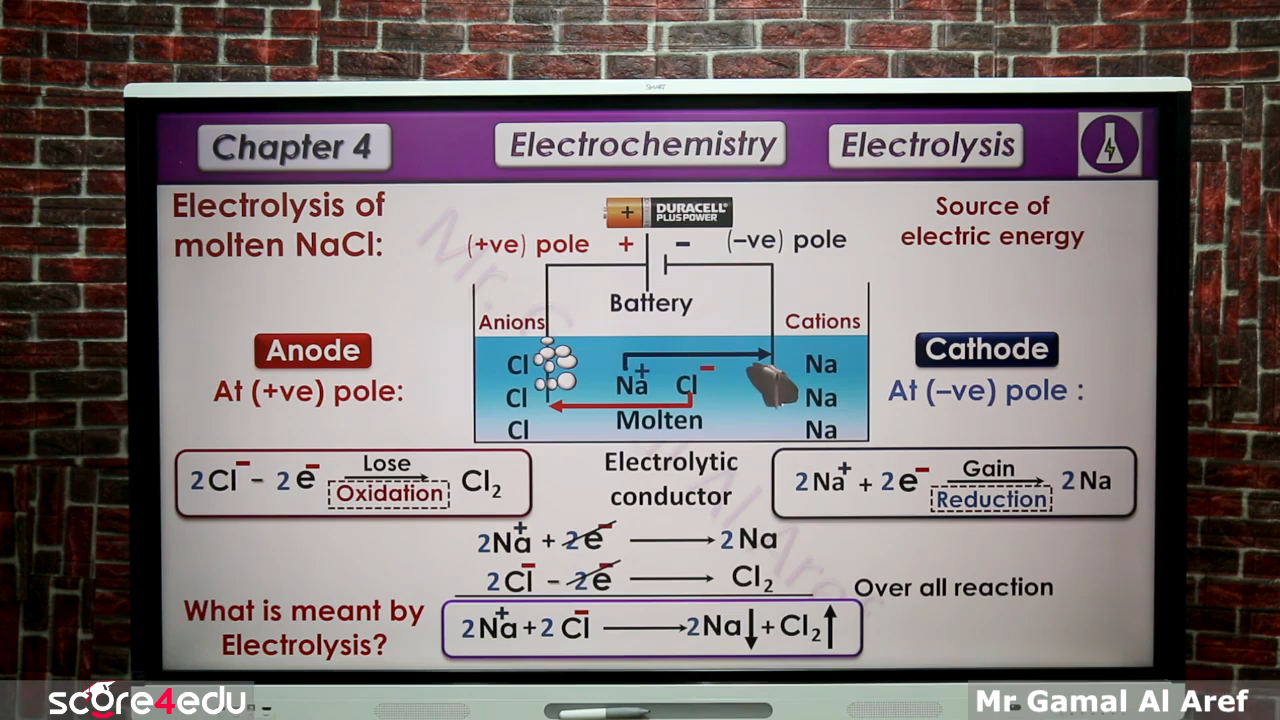 SMART
Chapter 4
Electrochemistry
Electrolysis
Electrolysis of
molten NaCl:
+ DURACELL
PLUS POWER
Source of
electric energy
(+ve) pole + − (−ve) pole
Battery
Anions
Cations
Anode
At (+ve) pole:
Cl
Cl
Cl
Na⁺ Cl⁻
Molten
Na
Na
Na
Cathode
At (−ve) pole :
2Cl⁻ − 2e⁻ Lose Oxidation Cl₂
Electrolytic
conductor
2Na⁺ + 2e⁻ Gain Reduction 2Na
2Na⁺ + 2e⁻ ⟶ 2Na
2Cl⁻ − 2e⁻ ⟶ Cl₂
Over all reaction
What is meant by
Electrolysis?
2Na⁺ + 2Cl⁻ ⟶ 2Na↓ + Cl₂↑
score4edu
Mr Gamal Al Aref